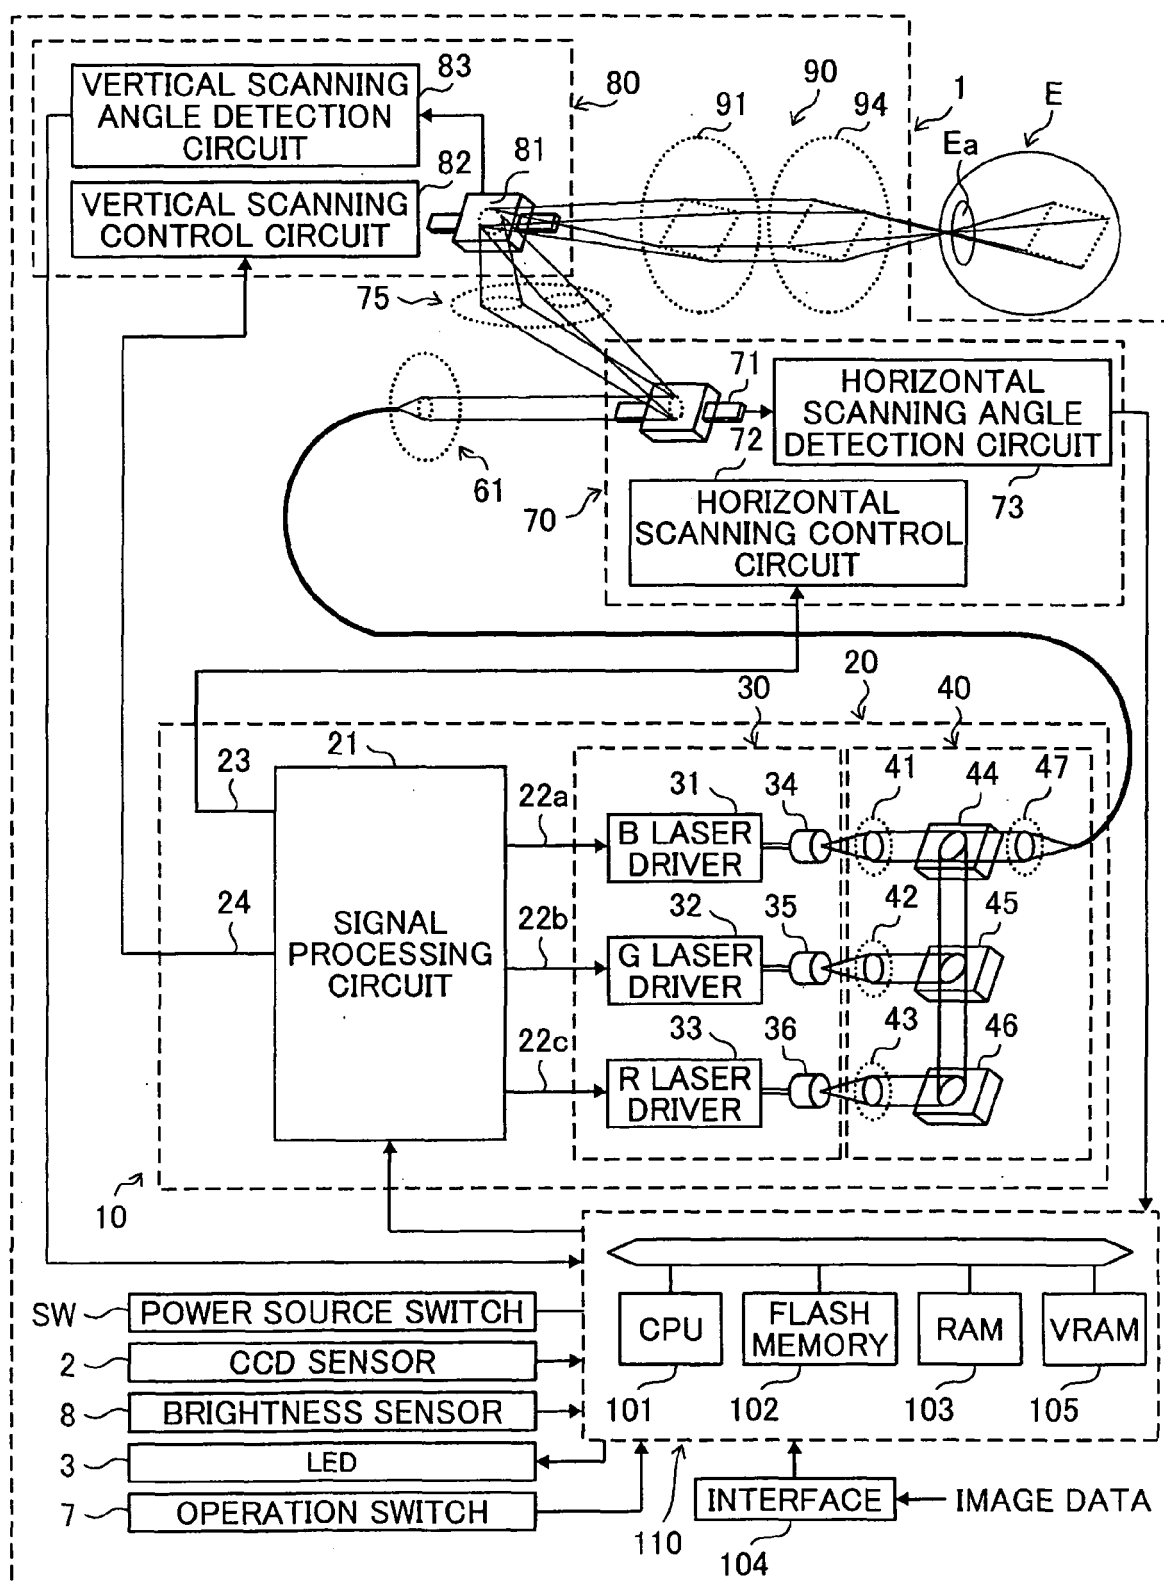 VERTICAL SCANNING
ANGLE DETECTION
CIRCUIT
83
80
90
91
94
1
E
Ea
82
81
VERTICAL SCANNING
CONTROL CIRCUIT
75
71
HORIZONTAL
SCANNING ANGLE
DETECTION CIRCUIT
72
61
70
73
HORIZONTAL
SCANNING CONTROL
CIRCUIT
20
30
40
23
21
22a
31
34
41
44
47
B LASER
DRIVER
24
SIGNAL
PROCESSING
CIRCUIT
22b
32
35
42
45
G LASER
DRIVER
22c
33
36
43
46
R LASER
DRIVER
10
SW
POWER SOURCE SWITCH
CPU
FLASH
MEMORY
RAM
VRAM
2
CCD SENSOR
8
BRIGHTNESS SENSOR
101
102
103
105
3
LED
7
OPERATION SWITCH
110
INTERFACE
IMAGE DATA
104